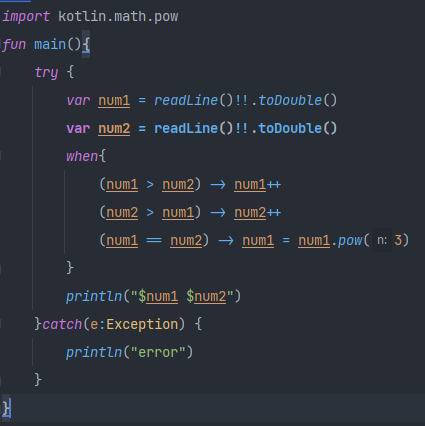 import kotlin.math.pow
fun main(){
try {
var num1 = readLine()!!.toDouble()
var num2 = readLine()!!.toDouble()
when{
(num1 > num2) -> num1++
(num2 > num1) -> num2++
(num1 == num2) -> num1 = num1.pow( n: 3)
}
println("$num1 $num2")
}catch(e:Exception) {
println("error")
}
}